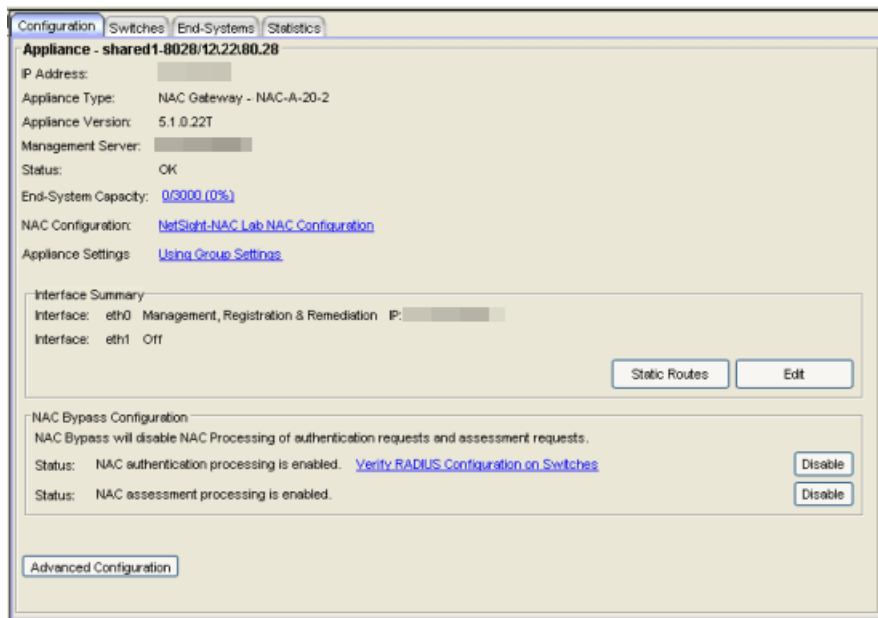 Configuration Switches End-Systems Statistics
Appliance - shared1-8028/12\22\80.28
IP Address:
Appliance Type: NAC Gateway - NAC-A-20-2
Appliance Version: 5.1.0.22T
Management Server:
Status: OK
End-System Capacity: 0/3000 (0%)
NAC Configuration: NetSight-NAC Lab NAC Configuration
Appliance Settings Using Group Settings
Interface Summary
Interface: eth0 Management, Registration & Remediation IP:
Interface: eth1 Off
Static Routes Edit
NAC Bypass Configuration
NAC Bypass will disable NAC Processing of authentication requests and assessment requests.
Status: NAC authentication processing is enabled. Verify RADIUS Configuration on Switches Disable
Status: NAC assessment processing is enabled. Disable
Advanced Configuration